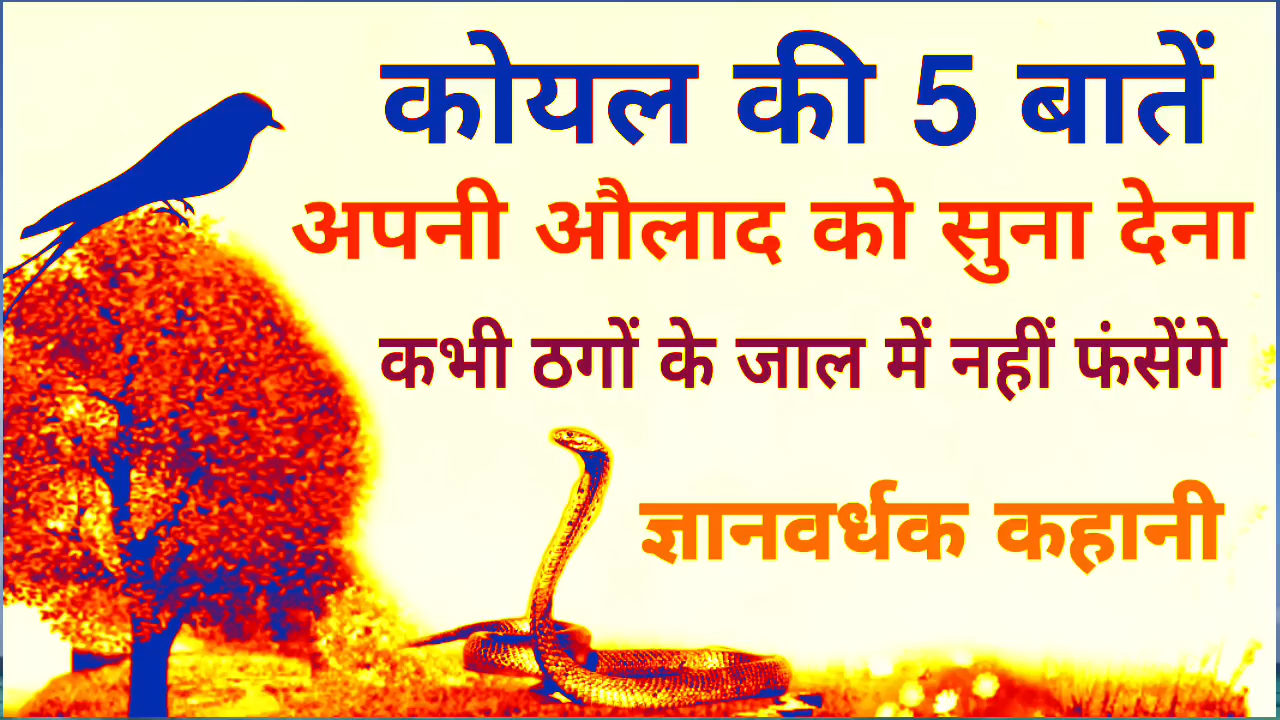 कोयल की 5 बातें
अपनी औलाद को सुना देना
कभी ठगों के जाल में नहीं फंसेंगे
ज्ञानवर्धक कहानी